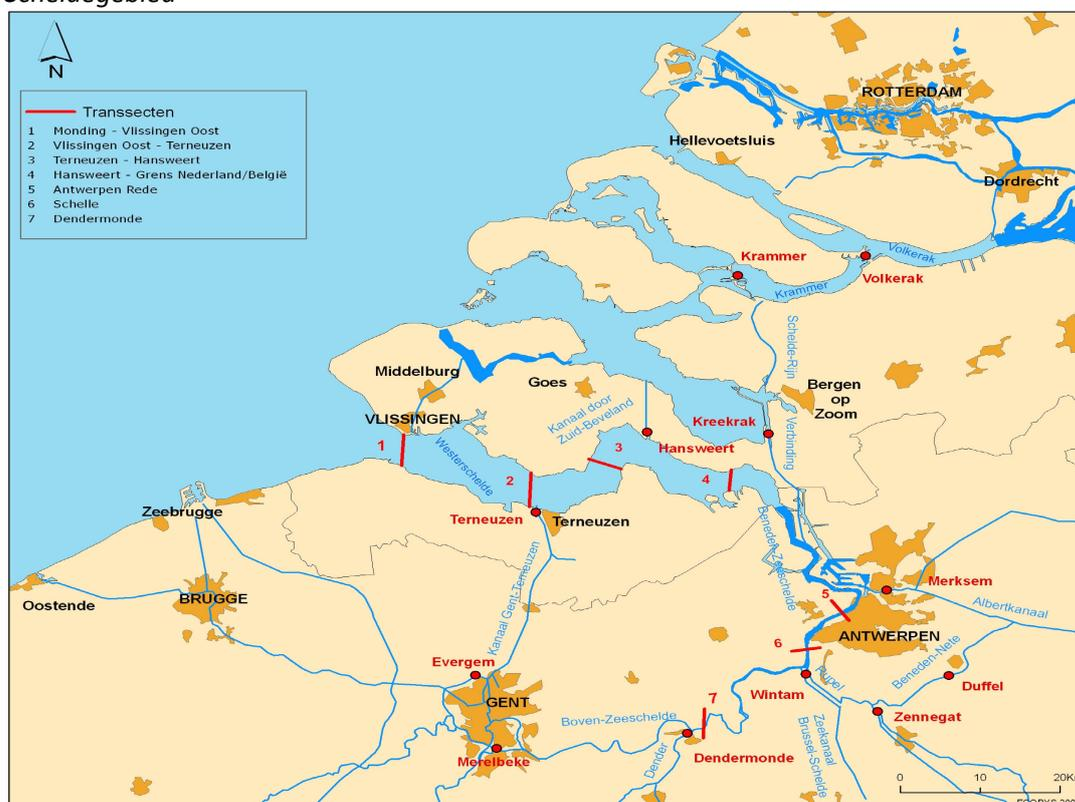 Scheldegebied
N
Transsecten
1 Monding - Vlissingen Oost
2 Vlissingen Oost - Terneuzen
3 Terneuzen - Hansweert
4 Hansweert - Grens Nederland/België
5 Antwerpen Rede
6 Schelle
7 Dendermonde
ROTTERDAM
Hellevoetsluis
Dordrecht
Krammer
Volkerak
Volkerak
Krammer
Schelde-Rijn
Verbinding
Middelburg
Goes
Bergen
op
Zoom
VLISSINGEN
Kanaal door
Zuid-Beveland
Kreekrak
Hansweert
1
Westerschelde
2
3
4
Terneuzen
Terneuzen
Zeebrugge
Beneden-Zeeschelde
Oostende
BRUGGE
Kanaal Gent-Terneuzen
Merksem
Albertkanaal
5
ANTWERPEN
6
Beneden-Nete
Evergem
Rupel
Duffel
Wintam
GENT
7
Zennegat
Boven-Zeeschelde
Zeekanaal
Brussel-Schelde
Merelbeke
Dender
Dendermonde
0 10 20K